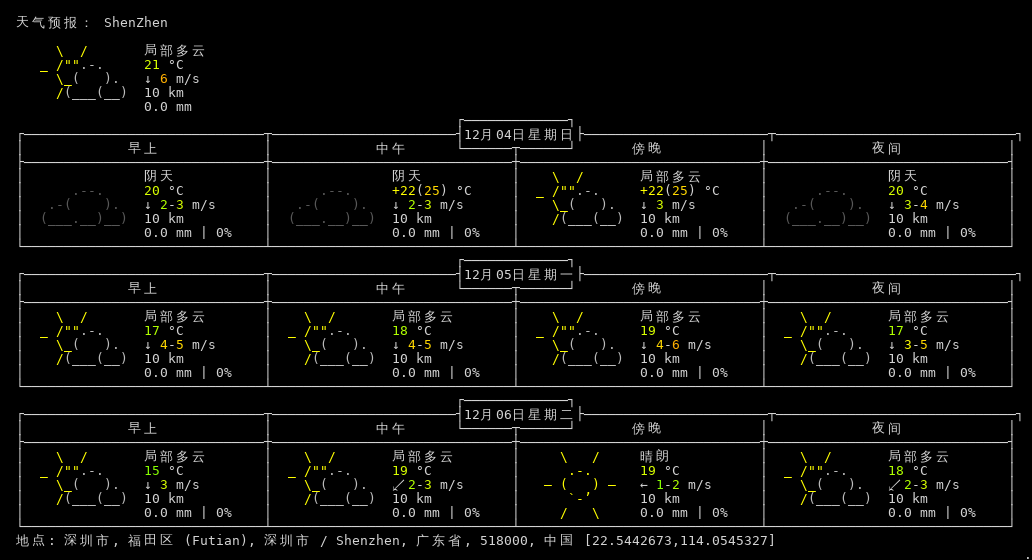 天气预报: ShenZhen
局部多云
21 °C
↓ 6 m/s
10 km
0.0 mm
12月04日星期日
早上 中午 傍晚 夜间
阴天 阴天 局部多云 阴天
20 °C +22(25) °C +22(25) °C 20 °C
↓ 2-3 m/s ↓ 2-3 m/s ↓ 3 m/s ↓ 3-4 m/s
10 km 10 km 10 km 10 km
0.0 mm | 0% 0.0 mm | 0% 0.0 mm | 0% 0.0 mm | 0%
12月05日星期一
早上 中午 傍晚 夜间
局部多云 局部多云 局部多云 局部多云
17 °C 18 °C 19 °C 17 °C
↓ 4-5 m/s ↓ 4-5 m/s ↓ 4-6 m/s ↓ 3-5 m/s
10 km 10 km 10 km 10 km
0.0 mm | 0% 0.0 mm | 0% 0.0 mm | 0% 0.0 mm | 0%
12月06日星期二
早上 中午 傍晚 夜间
局部多云 局部多云 晴朗 局部多云
15 °C 19 °C 19 °C 18 °C
↓ 3 m/s ↙ 2-3 m/s ← 1-2 m/s ↙ 2-3 m/s
10 km 10 km 10 km 10 km
0.0 mm | 0% 0.0 mm | 0% 0.0 mm | 0% 0.0 mm | 0%
地点: 深圳市, 福田区 (Futian), 深圳市 / Shenzhen, 广东省, 518000, 中国 [22.5442673,114.0545327]